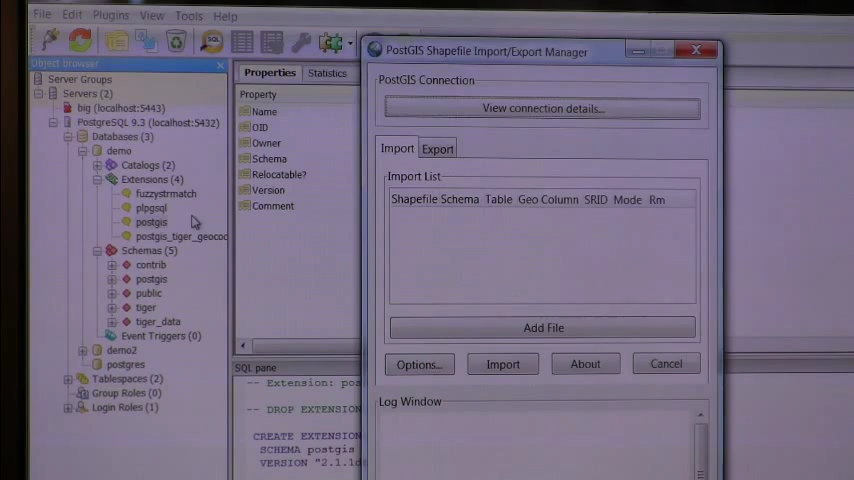 File Edit Plugins View Tools Help
Object browser
Server Groups
Servers (2)
big (localhost:5443)
PostgreSQL 9.3 (localhost:5432)
Databases (3)
demo
Catalogs (2)
Extensions (4)
fuzzystrmatch
plpgsql
postgis
postgis_tiger_geocod
Schemas (5)
contrib
postgis
public
tiger
tiger_data
Event Triggers (0)
demo2
postgres
Tablespaces (2)
Group Roles (0)
Login Roles (1)
Properties Statistics
Property
Name
OID
Owner
Schema
Relocatable?
Version
Comment
SQL pane
-- Extension: pos
-- DROP EXTENSION
CREATE EXTENSION
SCHEMA postgis
VERSION "2.1.1d
SQL
PostGIS Shapefile Import/Export Manager
PostGIS Connection
View connection details...
Import Export
Import List
Shapefile Schema Table Geo Column SRID Mode Rm
Add File
Options... Import About Cancel
Log Window